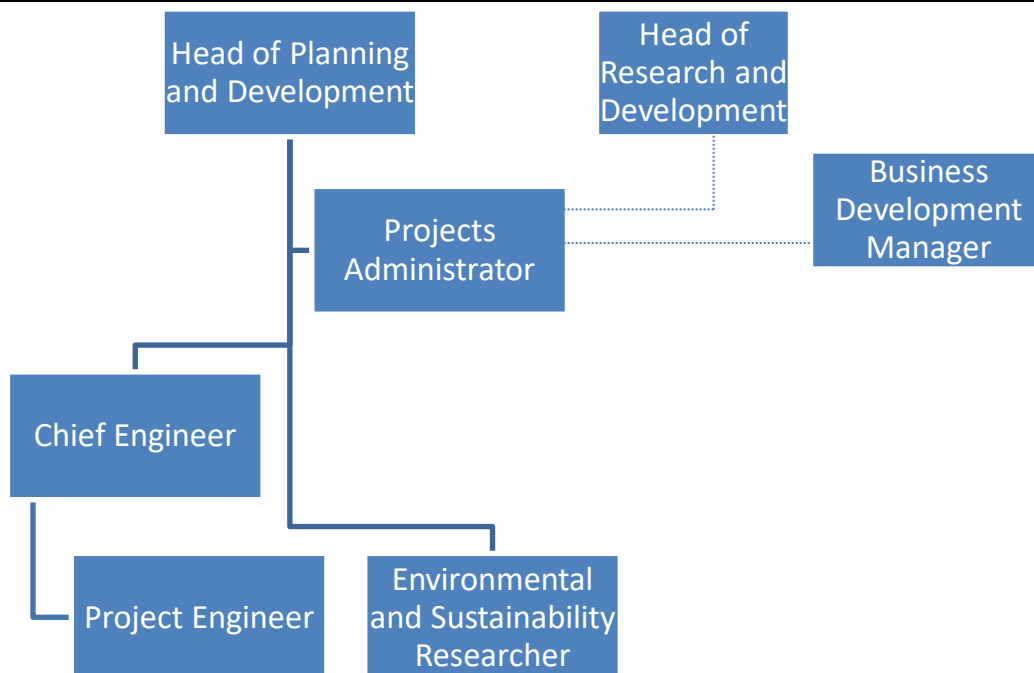 Head of Planning
and Development
Head of
Research and
Development
Business
Development
Manager
Projects
Administrator
Chief Engineer
Project Engineer
Environmental
and Sustainability
Researcher